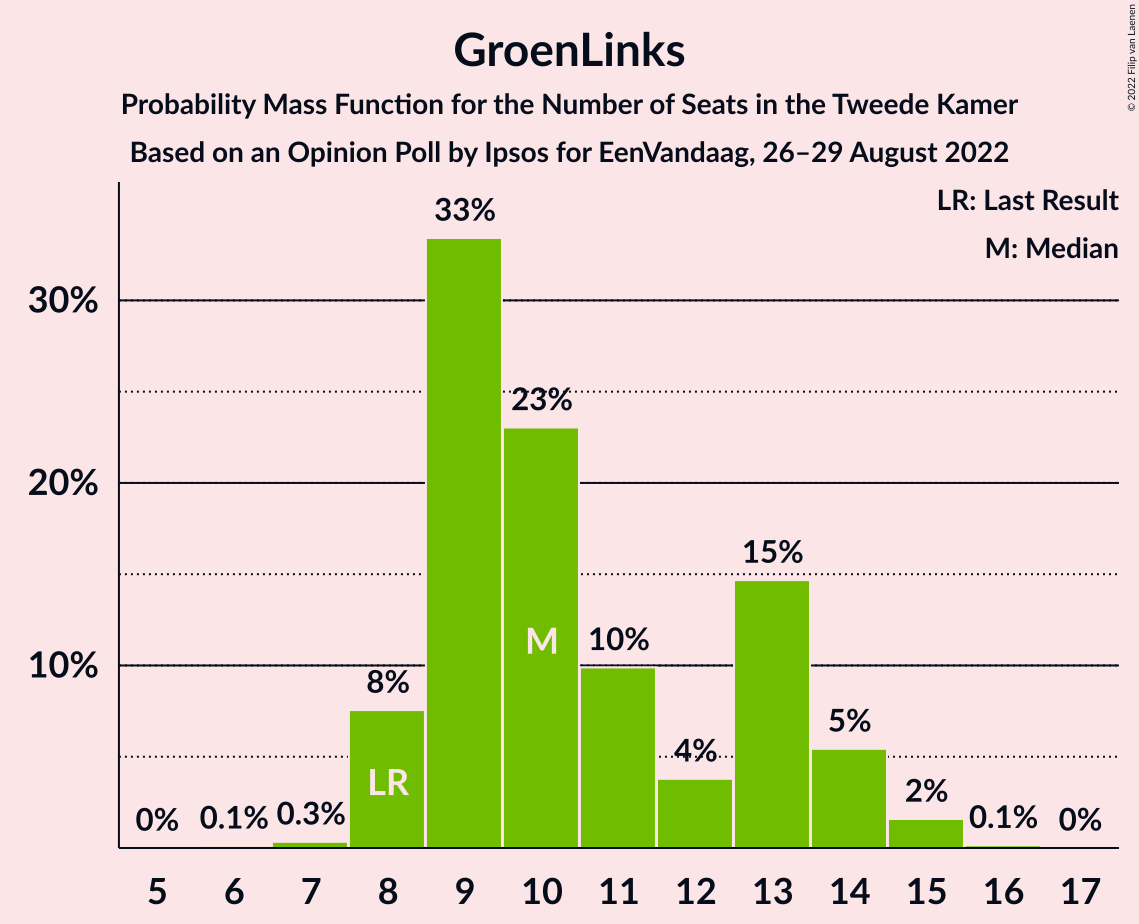 GroenLinks
Probability Mass Function for the Number of Seats in the Tweede Kamer
Based on an Opinion Poll by Ipsos for EenVandaag, 26–29 August 2022
© 2022 Filip van Laenen
LR: Last Result
M: Median
30%
20%
10%
0%
0.1%
0.3%
8%
33%
23%
10%
4%
15%
5%
2%
0.1%
0%
LR
M
5 6 7 8 9 10 11 12 13 14 15 16 17